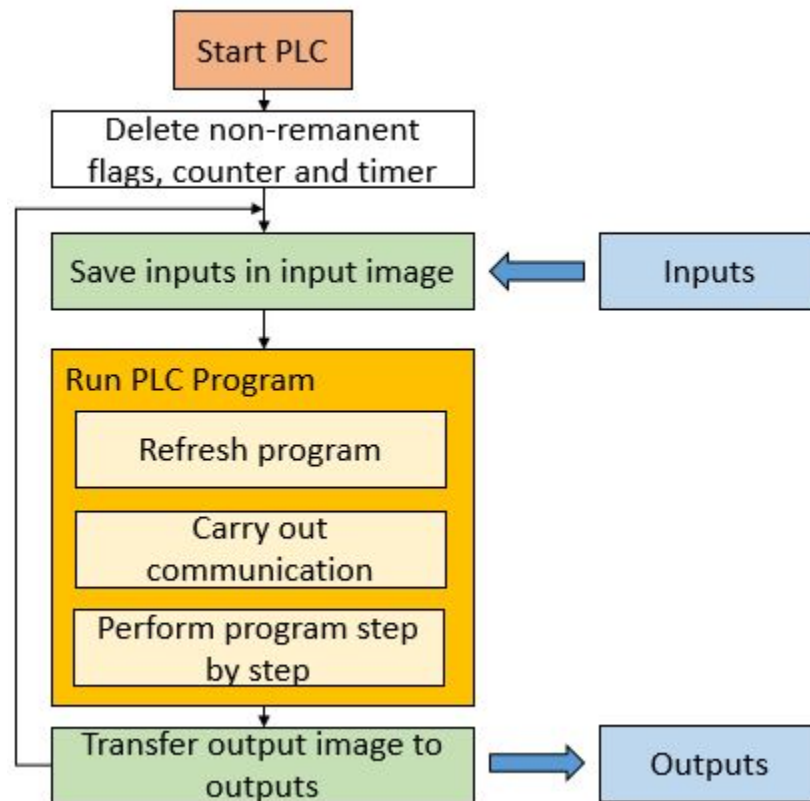 Start PLC
Delete non-remanent
flags, counter and timer
Save inputs in input image
Inputs
Run PLC Program
Refresh program
Carry out
communication
Perform program step
by step
Transfer output image to
outputs
Outputs